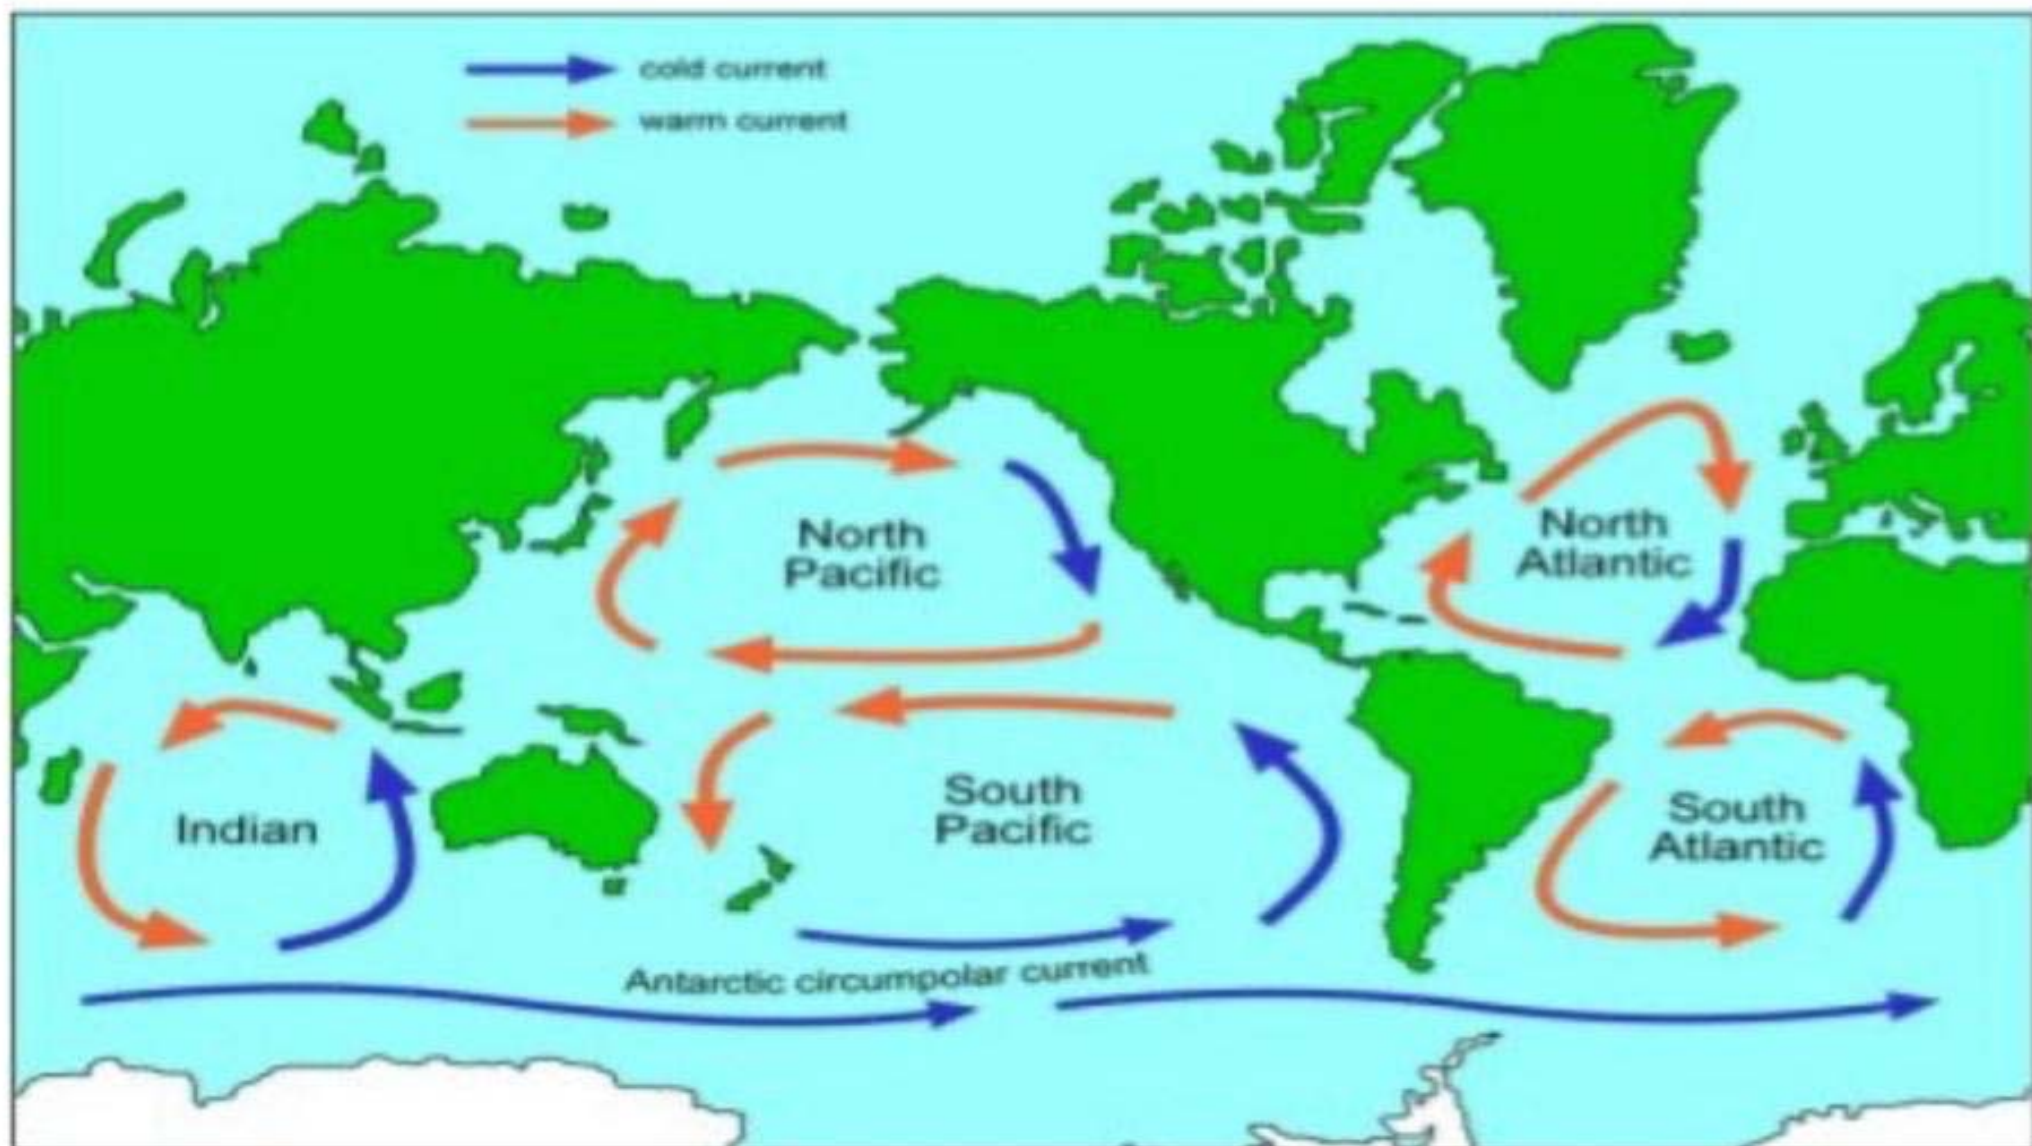 cold current
warm current
North
Pacific
North
Atlantic
Indian
South
Pacific
South
Atlantic
Antarctic circumpolar current